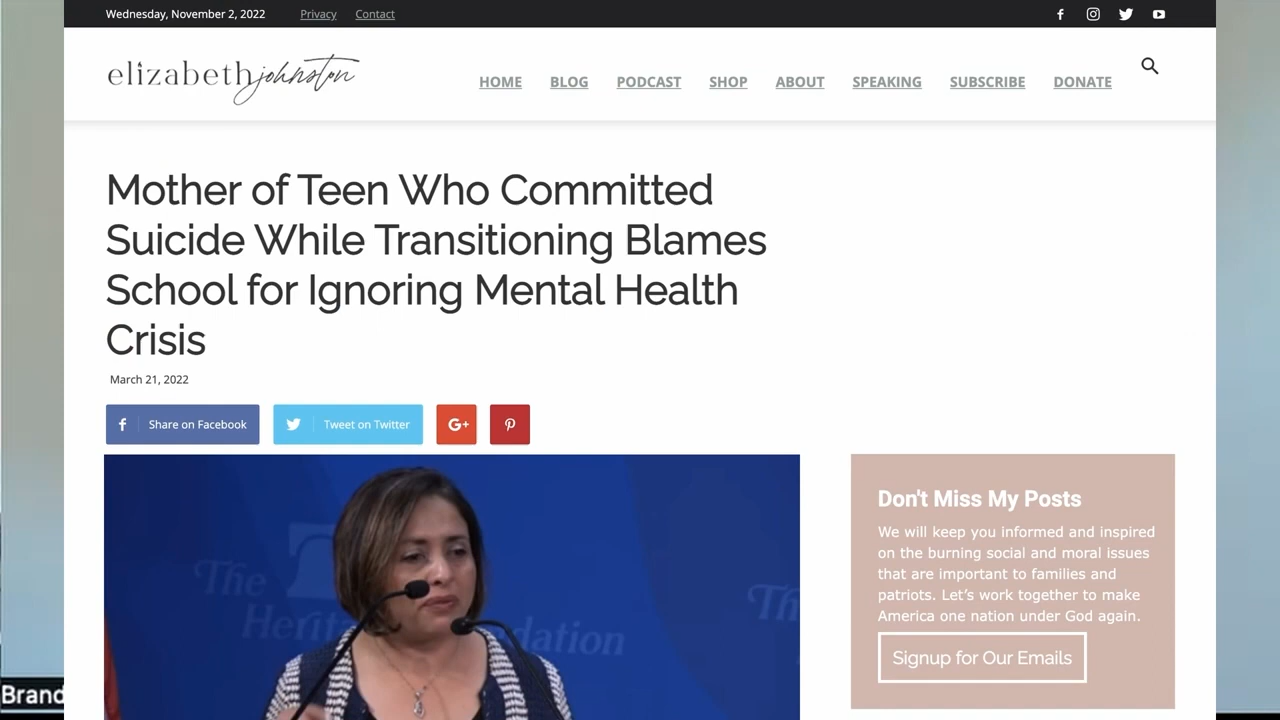 Wednesday, November 2, 2022 Privacy Contact
elizabeth johnston
HOME BLOG PODCAST SHOP ABOUT SPEAKING SUBSCRIBE DONATE
Mother of Teen Who Committed
Suicide While Transitioning Blames
School for Ignoring Mental Health
Crisis
March 21, 2022
Share on Facebook Tweet on Twitter G+
The
Heritage Foundation
Th
Don't Miss My Posts
We will keep you informed and inspired
on the burning social and moral issues
that are important to families and
patriots. Let's work together to make
America one nation under God again.
Signup for Our Emails
Brand